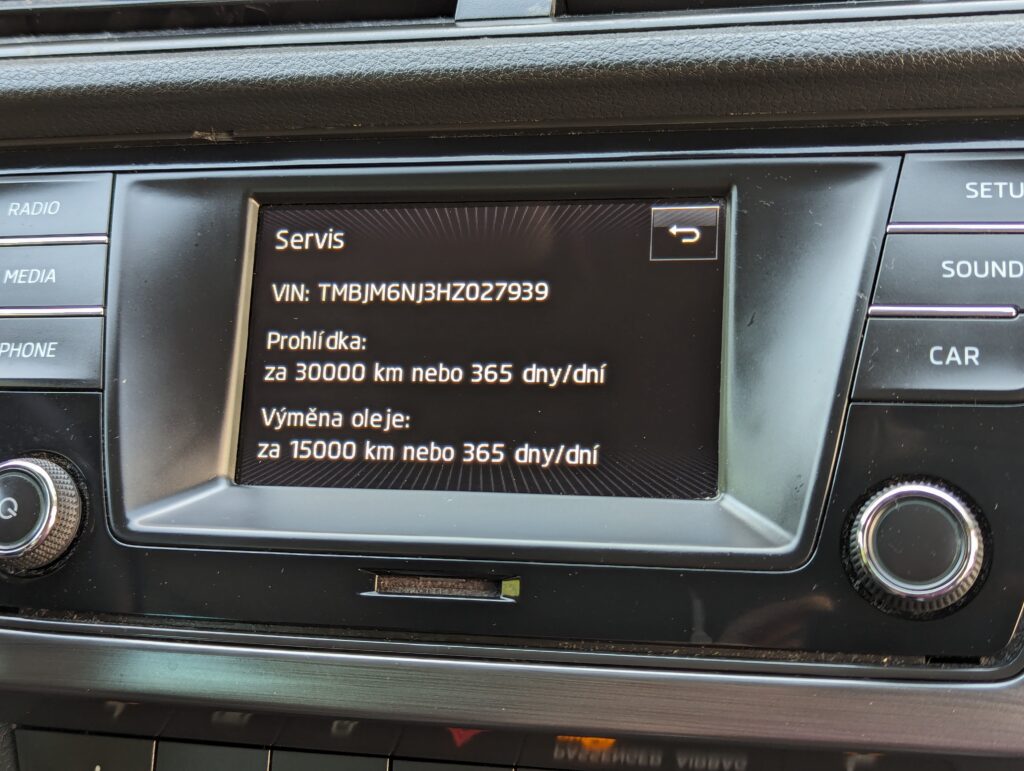 RADIO
MEDIA
PHONE
Servis
VIN: TMBJM6NJ3HZ027939
Prohlídka:
za 30000 km nebo 365 dny/dní
Výměna oleje:
za 15000 km nebo 365 dny/dní
SETU
SOUND
CAR